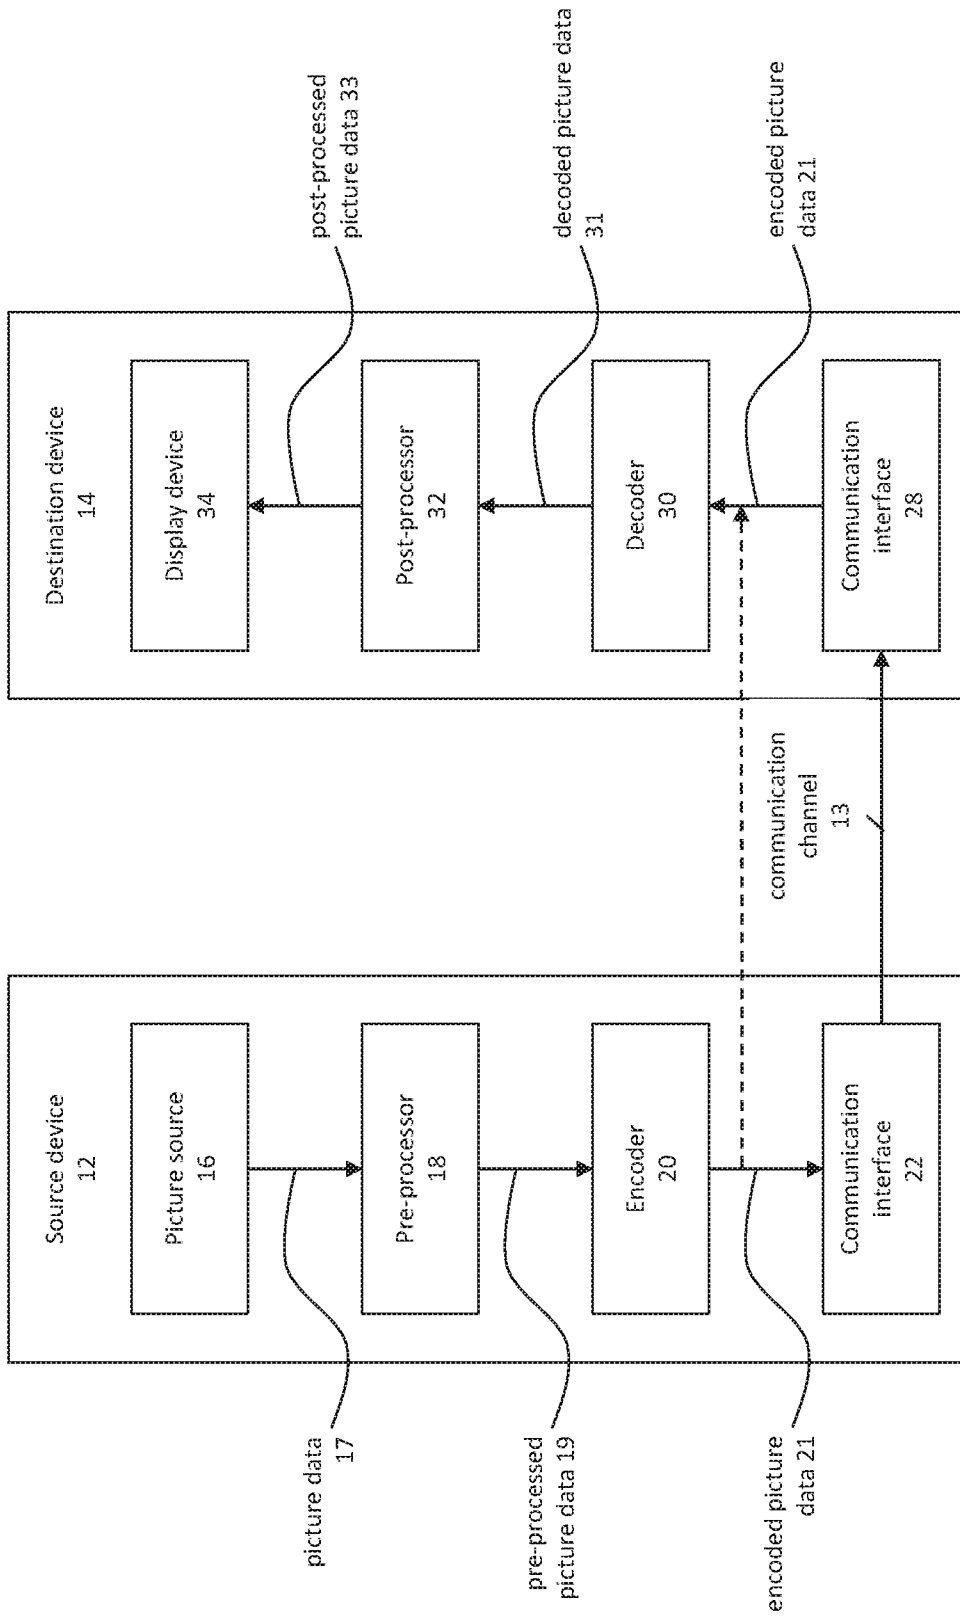 Source device
12
Picture source
16
picture data
17
Pre-processor
18
pre-processed
picture data 19
Encoder
20
encoded picture
data 21
Communication
interface
22
communication
channel
13
Destination device
14
Display device
34
post-processed
picture data 33
Post-processor
32
decoded picture data
31
Decoder
30
encoded picture
data 21
Communication
interface
28